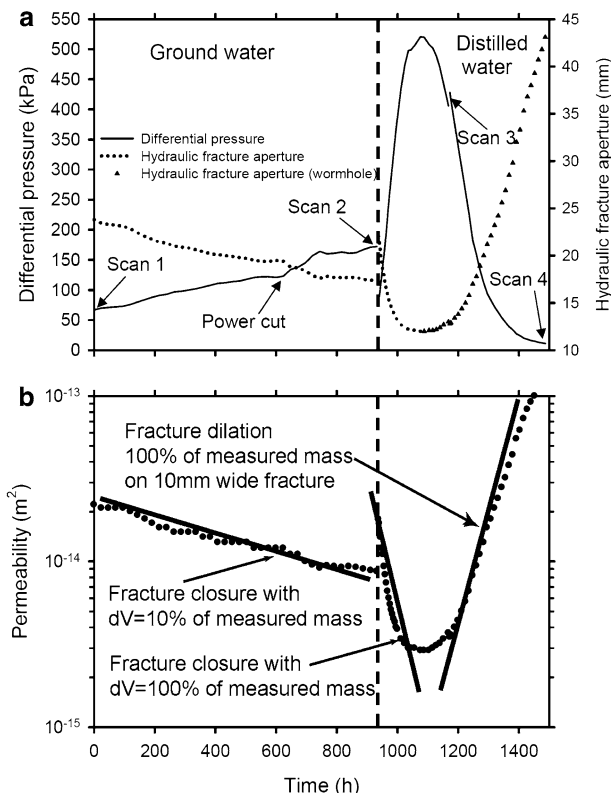 a
Ground water
Distilled
water
Differential pressure
Hydraulic fracture aperture
Hydraulic fracture aperture (wormhole)
Scan 1
Scan 2
Scan 3
Scan 4
Power cut
Differential pressure (kPa)
550
500
450
400
350
300
250
200
150
100
50
0
Hydraulic fracture aperture (mm)
45
40
35
30
25
20
15
10
b
Fracture dilation
100% of measured mass
on 10mm wide fracture
Fracture closure with
dV=10% of measured mass
Fracture closure with
dV=100% of measured mass
Permeability (m²)
10⁻¹³
10⁻¹⁴
10⁻¹⁵
0 200 400 600 800 1000 1200 1400
Time (h)